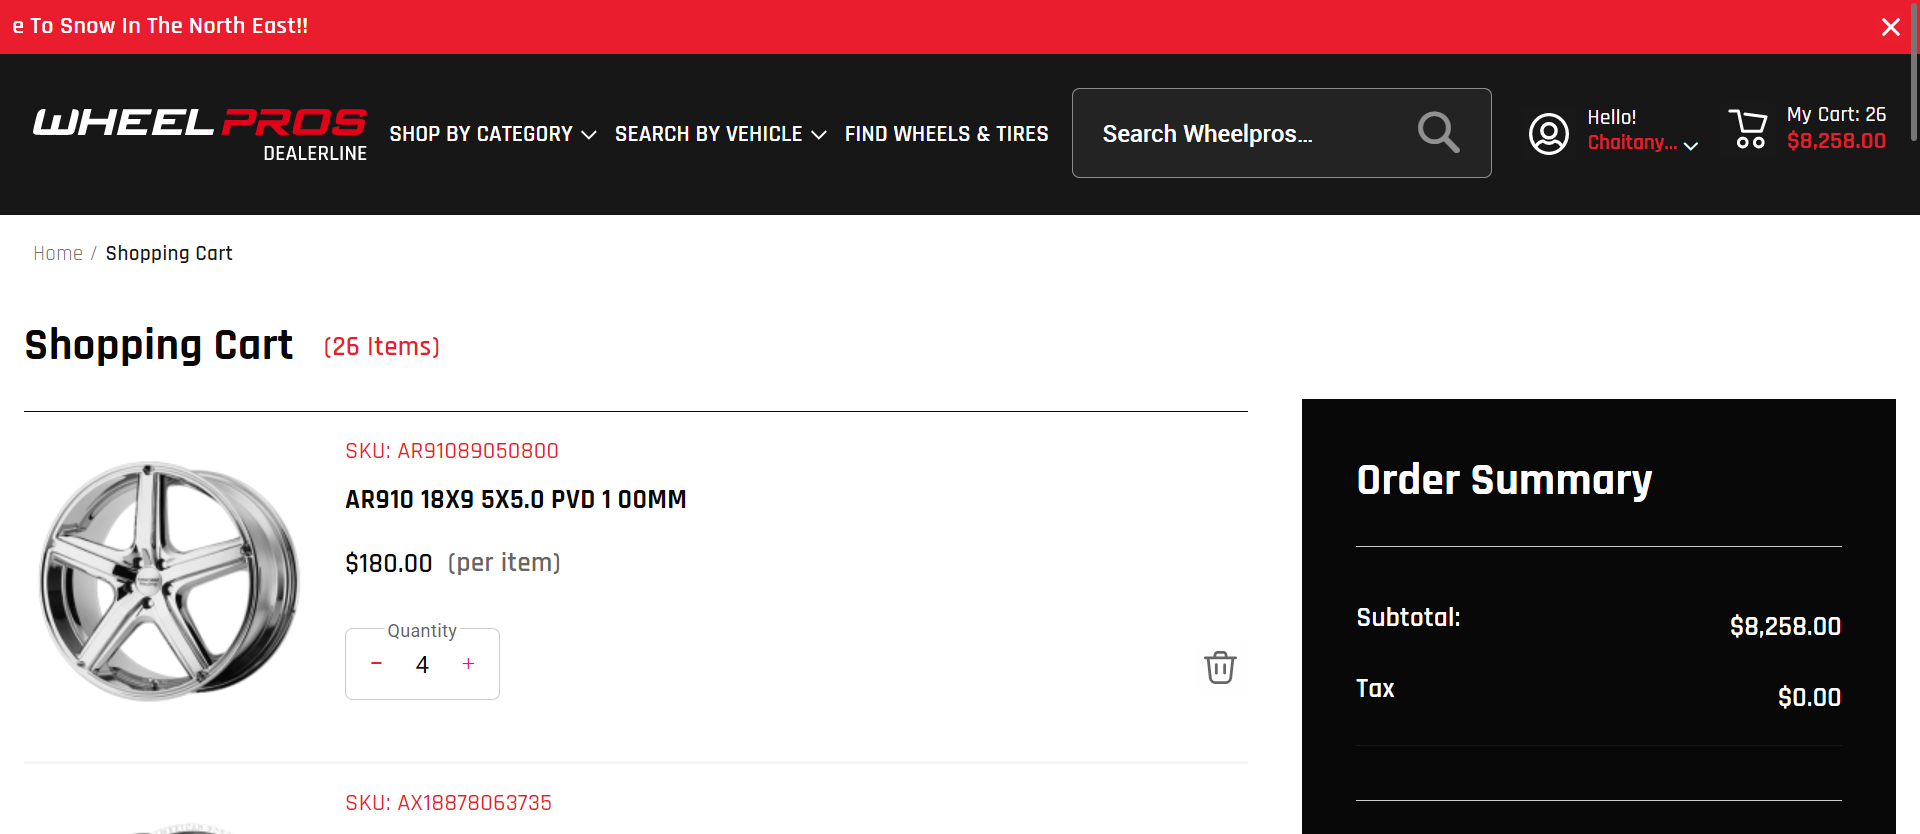 e To Snow In The North East!!
WHEEL PROS
DEALERLINE
SHOP BY CATEGORY
SEARCH BY VEHICLE
FIND WHEELS & TIRES
Search Wheelpros...
Hello!
Chaitany...
My Cart: 26
$8,258.00
Home / Shopping Cart
Shopping Cart (26 Items)
SKU: AR91089050800
AR910 18X9 5X5.0 PVD 1 00MM
$180.00 (per item)
Quantity
− 4 +
SKU: AX18878063735
Order Summary
Subtotal:
$8,258.00
Tax
$0.00